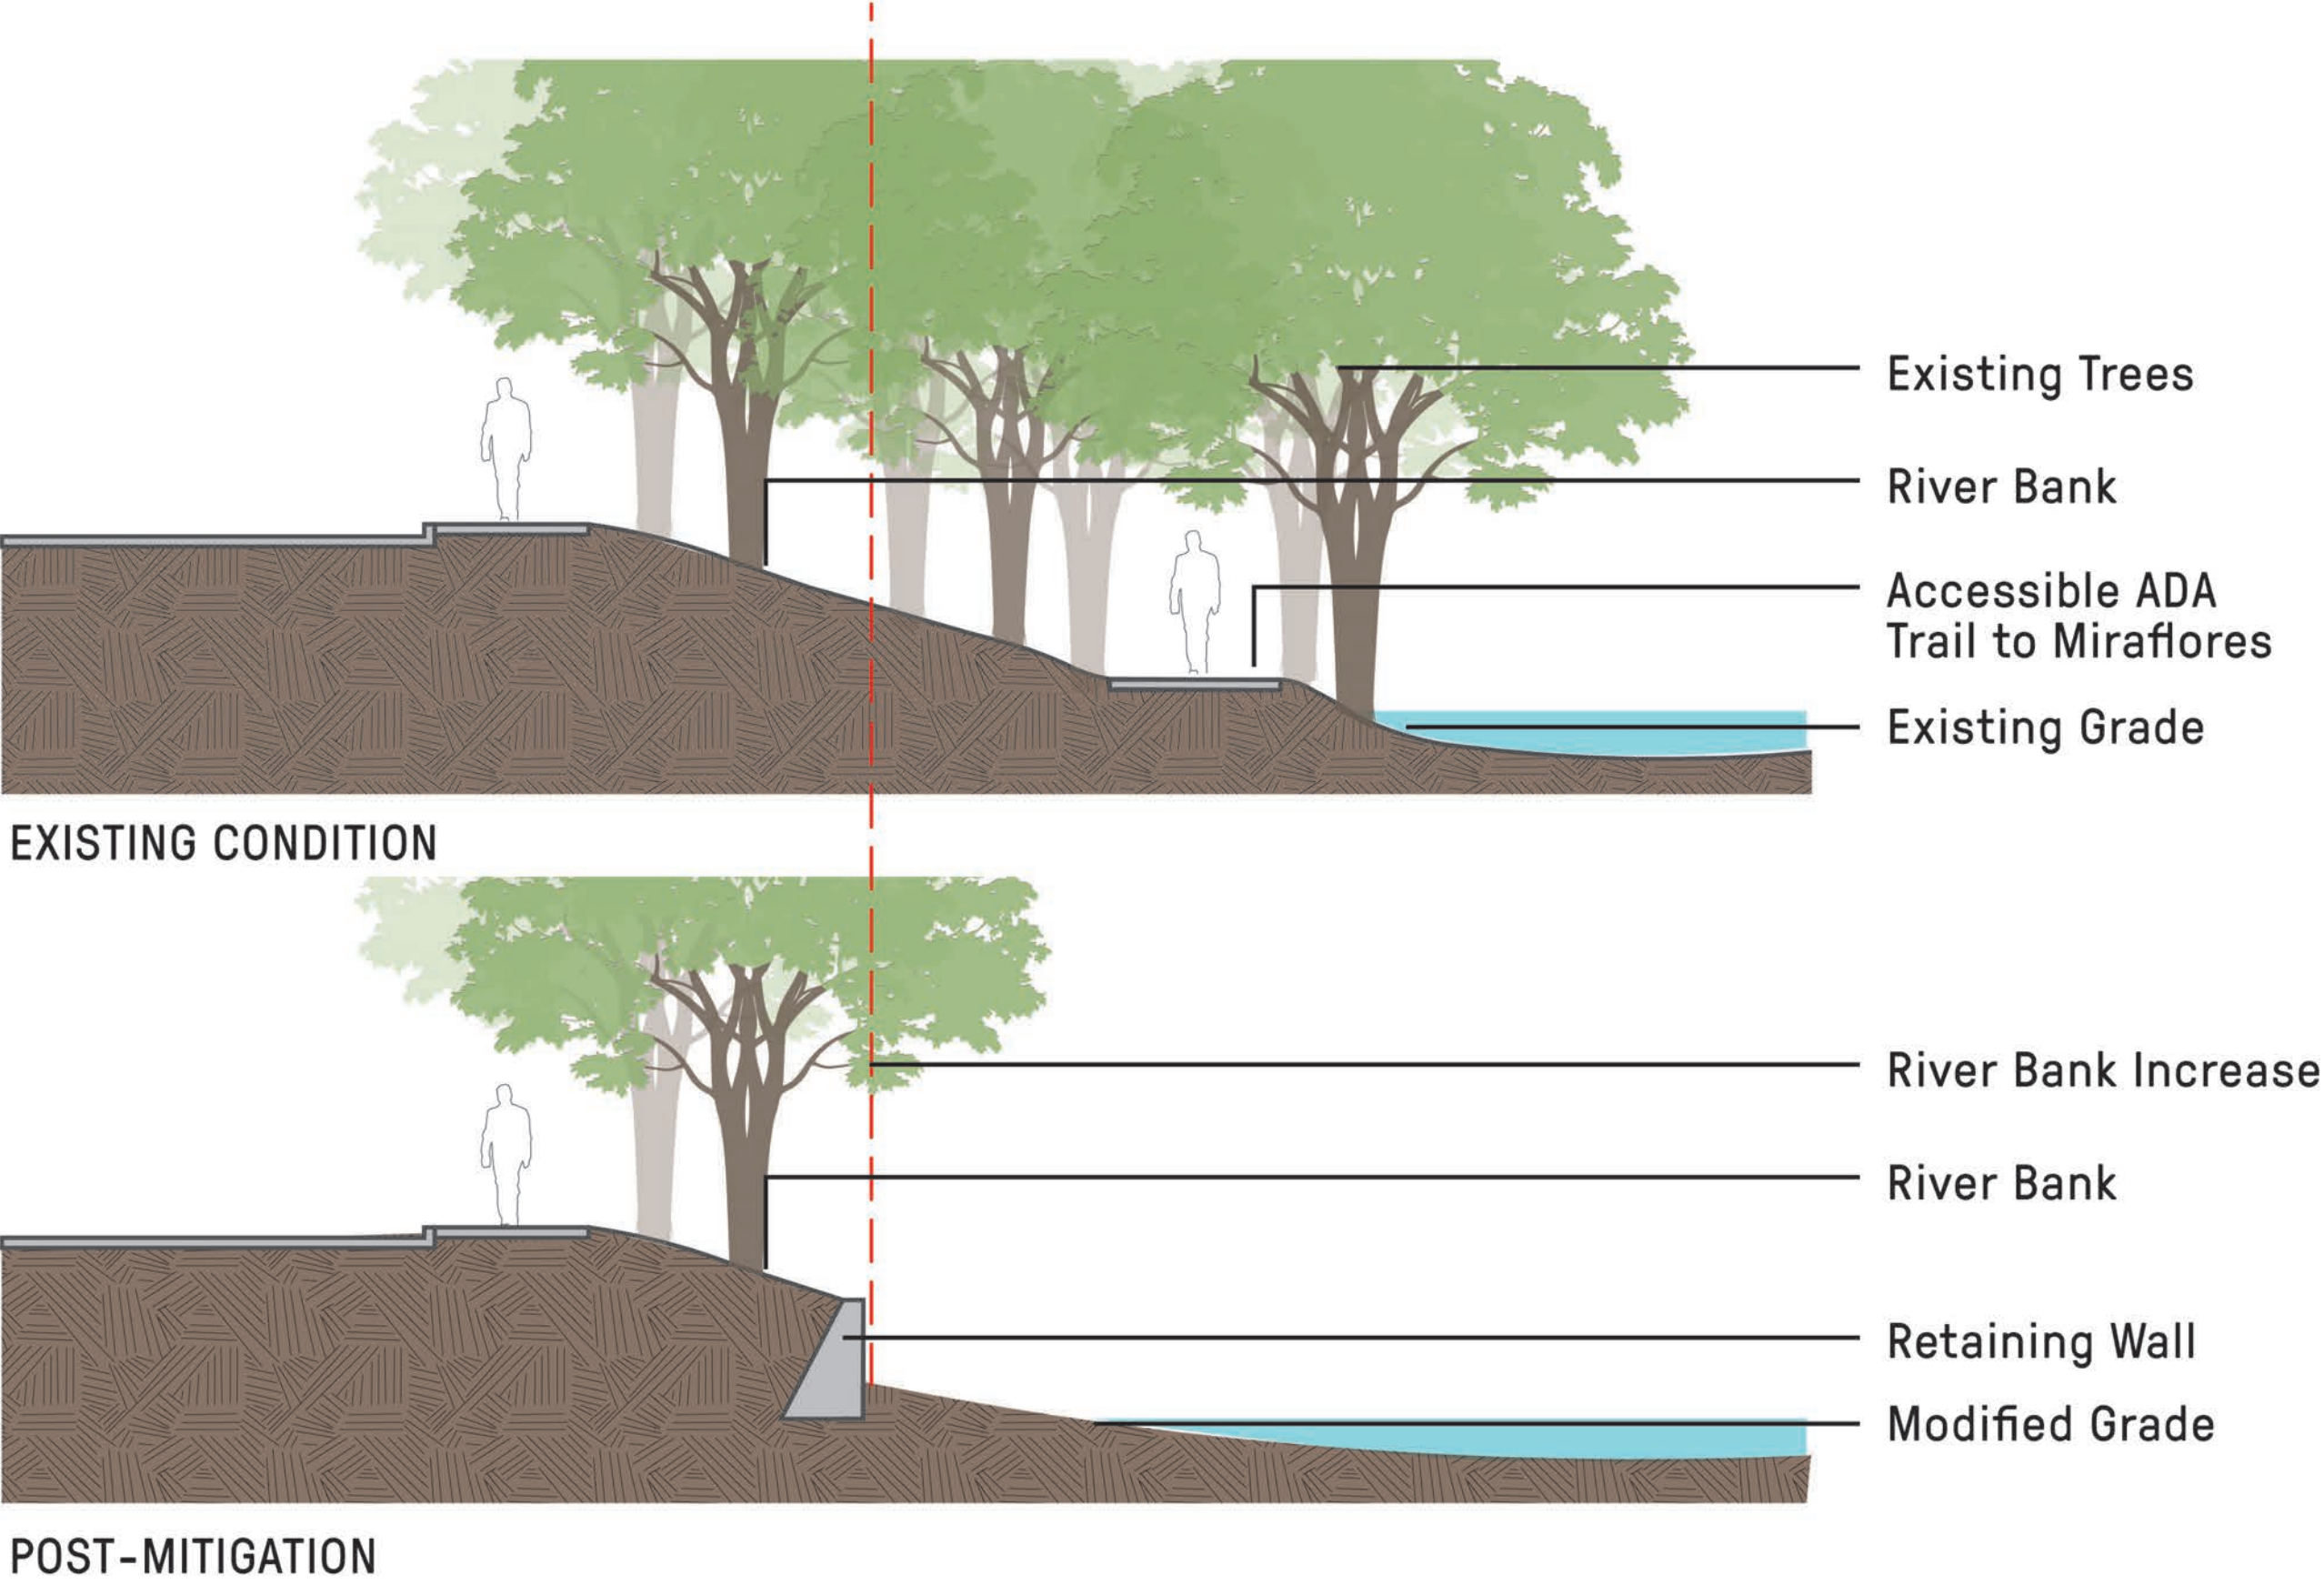 Existing Trees
River Bank
Accessible ADA
Trail to Miraflores
Existing Grade
EXISTING CONDITION
River Bank Increase
River Bank
Retaining Wall
Modified Grade
POST-MITIGATION